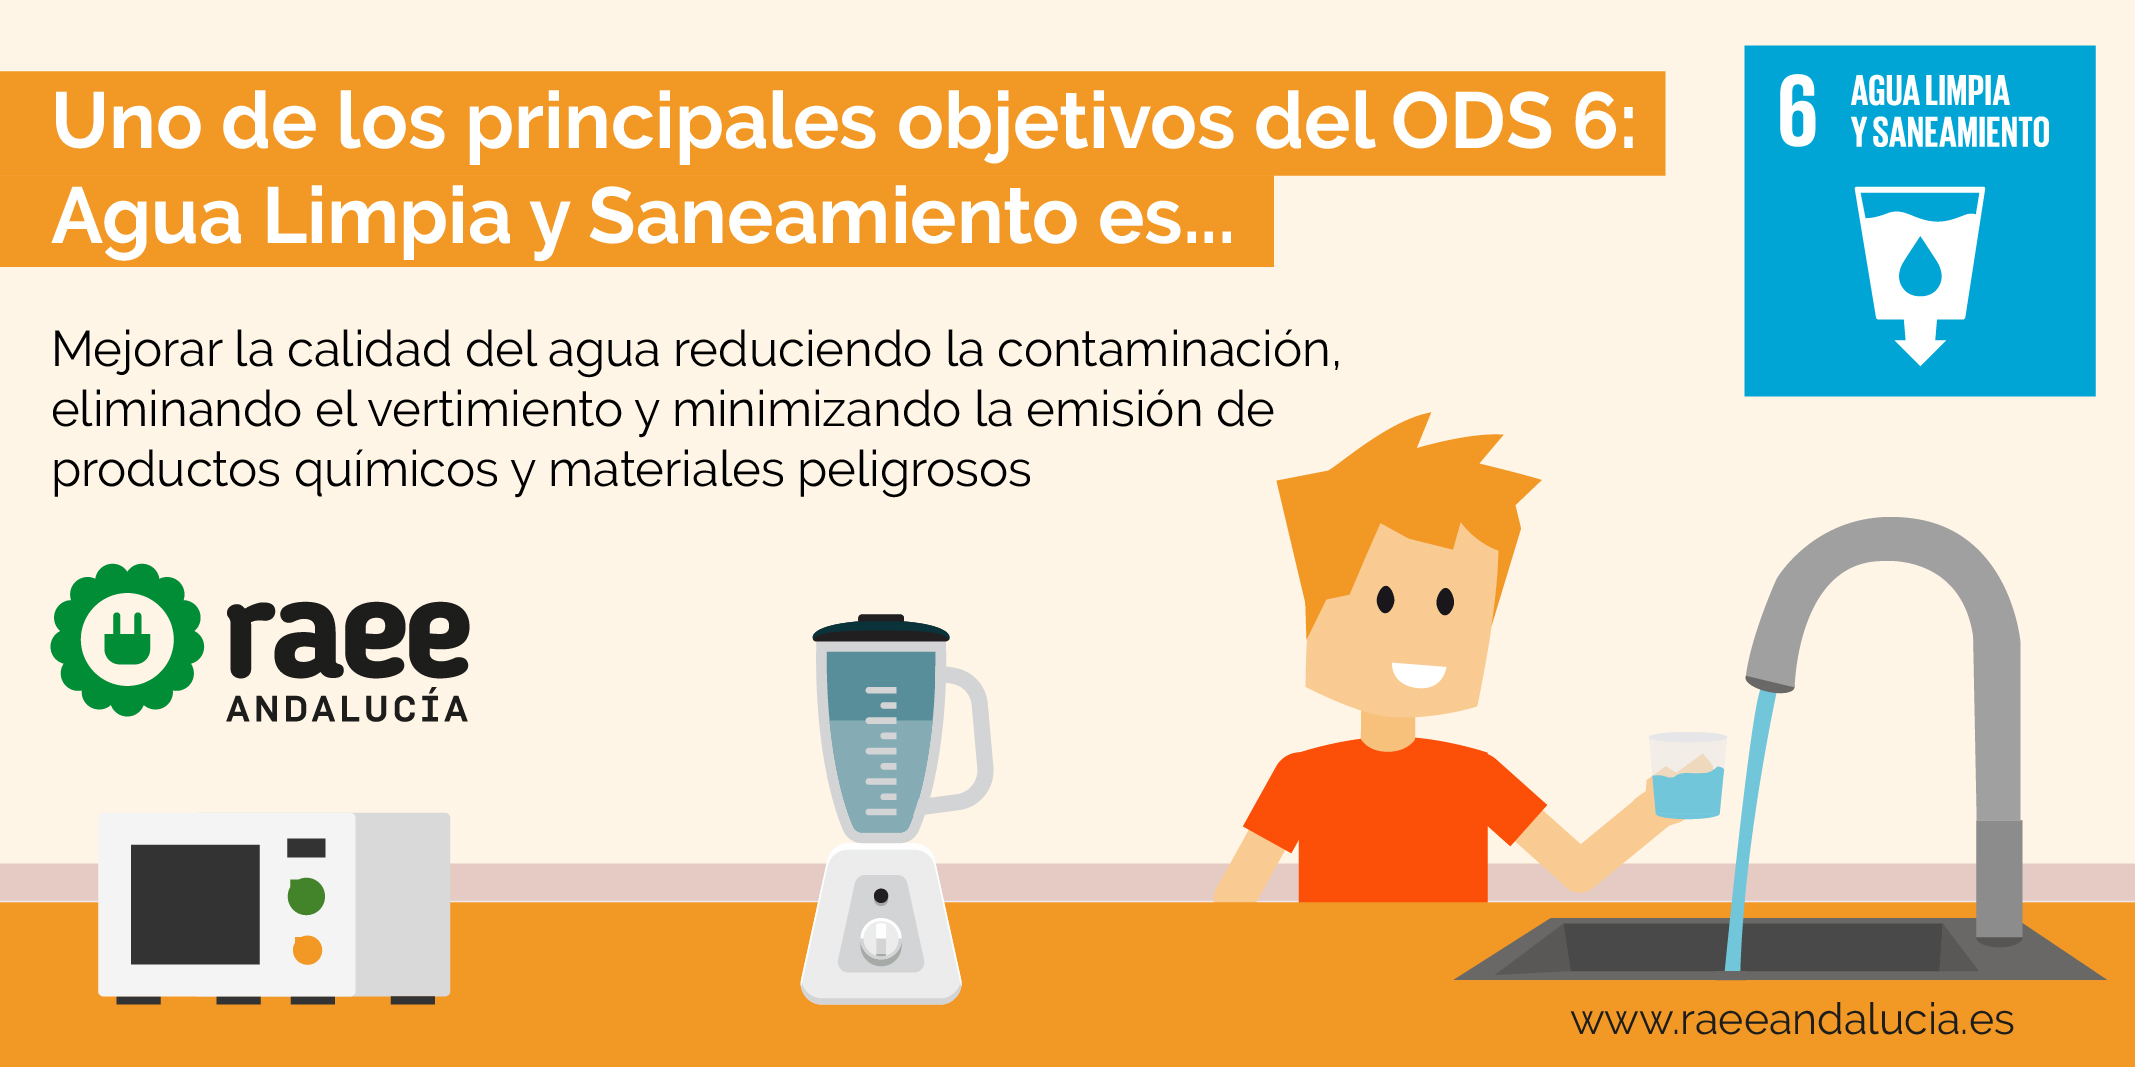 Uno de los principales objetivos del ODS 6:
Agua Limpia y Saneamiento es...
6 AGUA LIMPIA
Y SANEAMIENTO
Mejorar la calidad del agua reduciendo la contaminación,
eliminando el vertimiento y minimizando la emisión de
productos químicos y materiales peligrosos
raee
ANDALUCÍA
www.raeeandalucia.es